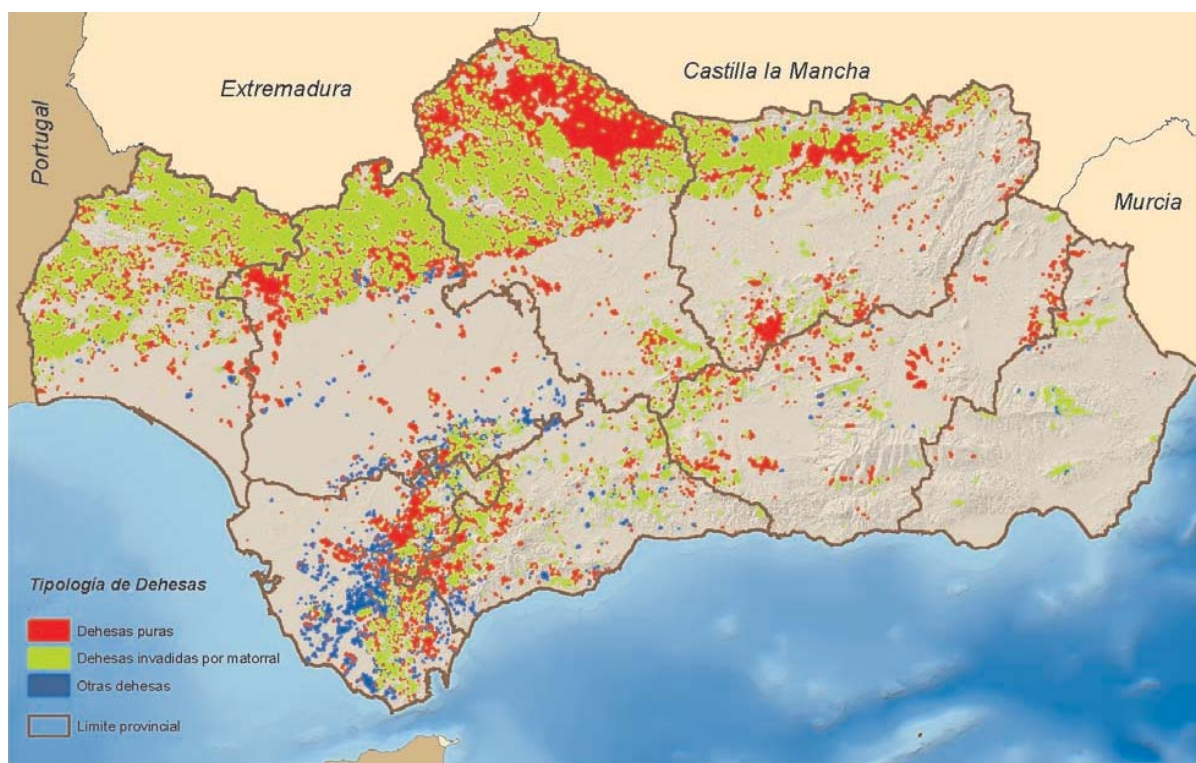 Extremadura
Castilla la Mancha
Portugal
Murcia
Tipología de Dehesas
Dehesas puras
Dehesas invadidas por matorral
Otras dehesas
Límite provincial